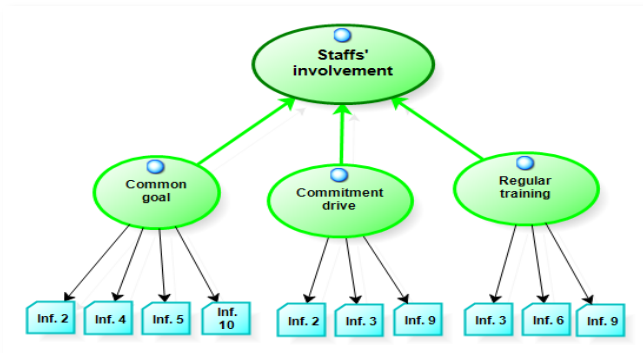 Staffs'
involvement
Common
goal
Commitment
drive
Regular
training
Inf. 2
Inf. 4
Inf. 5
Inf.
10
Inf. 2
Inf. 3
Inf. 9
Inf. 3
Inf. 6
Inf. 9